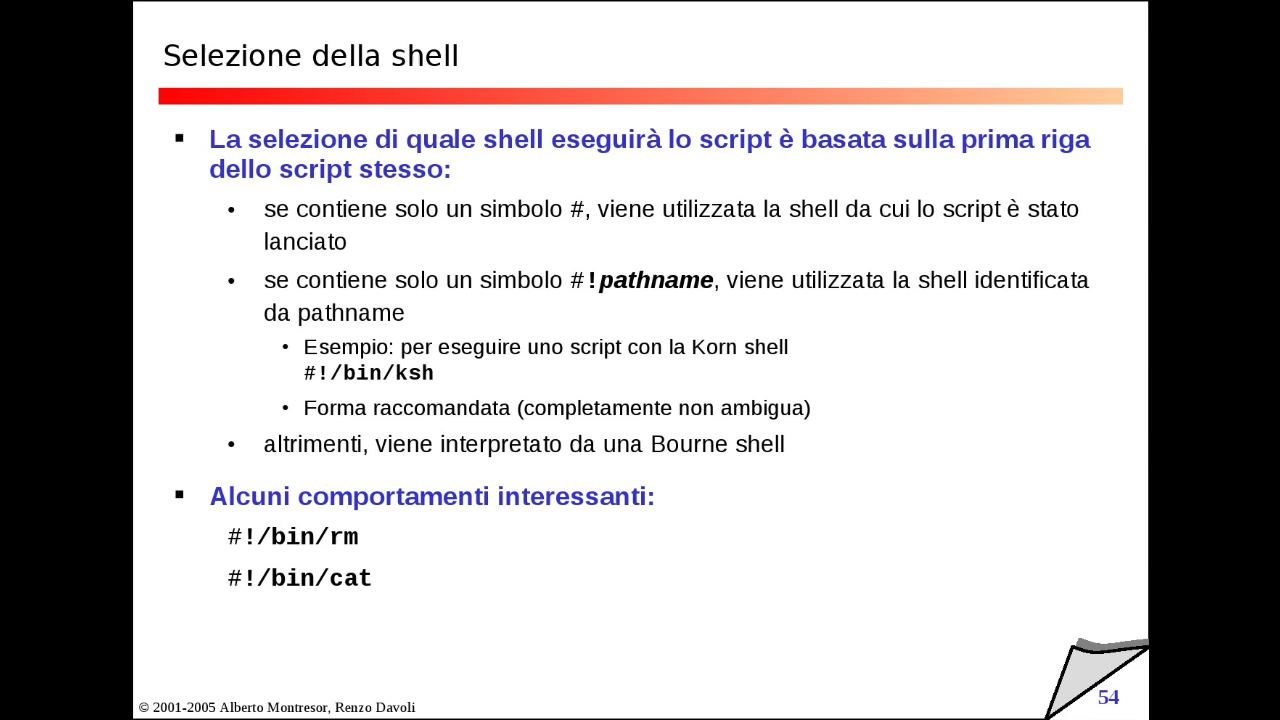 Selezione della shell
La selezione di quale shell eseguirà lo script è basata sulla prima riga
dello script stesso:
se contiene solo un simbolo #, viene utilizzata la shell da cui lo script è stato
lanciato
se contiene solo un simbolo #!pathname, viene utilizzata la shell identificata
da pathname
Esempio: per eseguire uno script con la Korn shell
#!/bin/ksh
Forma raccomandata (completamente non ambigua)
altrimenti, viene interpretato da una Bourne shell
Alcuni comportamenti interessanti:
#!/bin/rm
#!/bin/cat
© 2001-2005 Alberto Montresor, Renzo Davoli
54